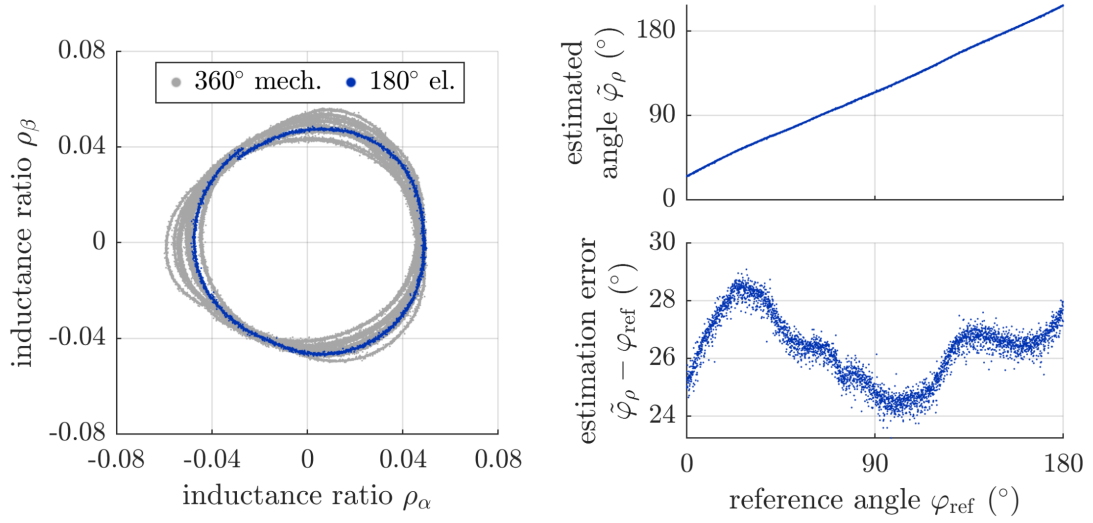 0.08
0.04
0
-0.04
-0.08
inductance ratio ρβ
360° mech.
180° el.
-0.08
-0.04
0
0.04
0.08
inductance ratio ρα
180
90
0
estimated
angle φ̃ρ (°)
30
28
26
24
estimation error
φ̃ρ − φref (°)
0
90
180
reference angle φref (°)